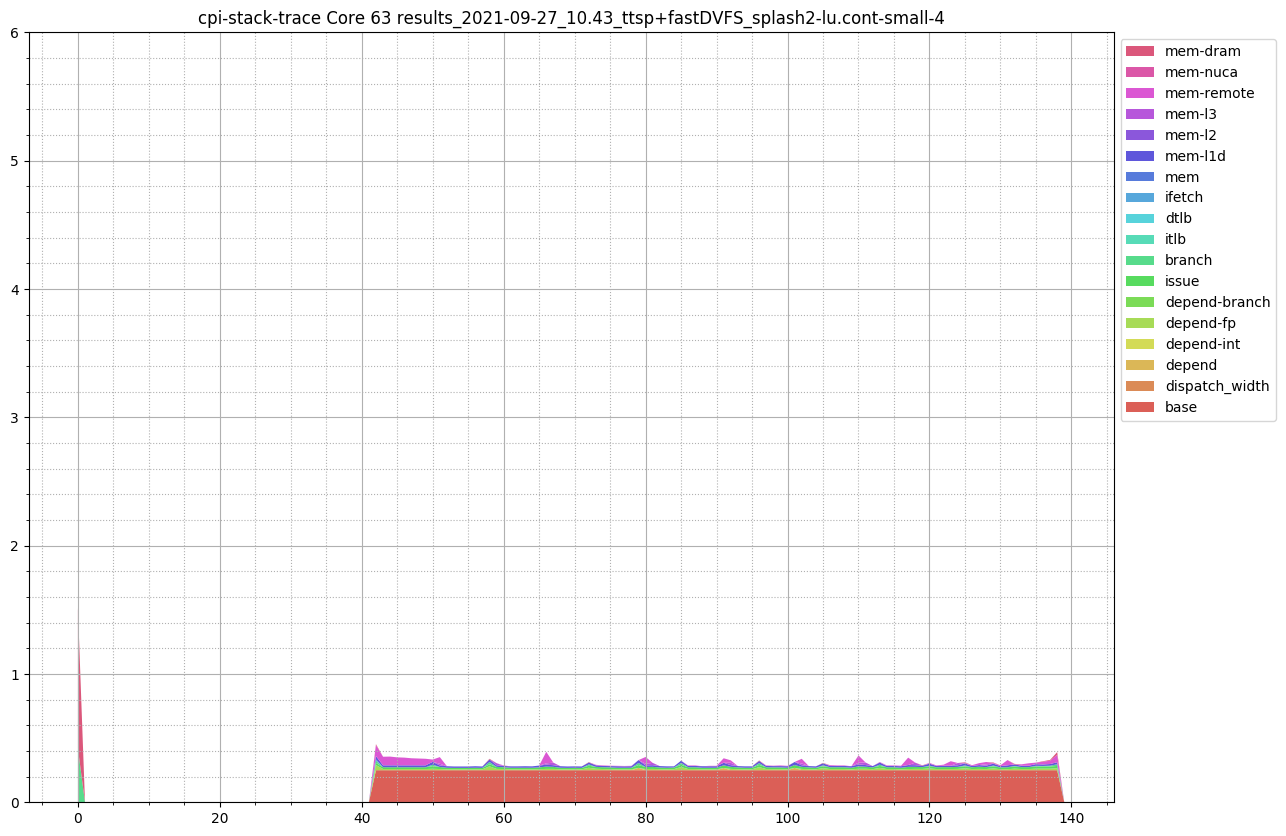 cpi-stack-trace Core 63 results_2021-09-27_10.43_ttsp+fastDVFS_splash2-lu.cont-small-4
6
5
4
3
2
1
0
0 20 40 60 80 100 120 140
mem-dram
mem-nuca
mem-remote
mem-l3
mem-l2
mem-l1d
mem
ifetch
dtlb
itlb
branch
issue
depend-branch
depend-fp
depend-int
depend
dispatch_width
base